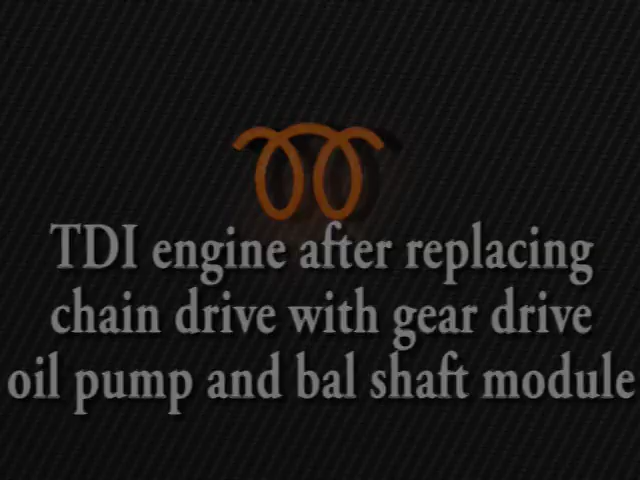 TDI engine after replacing
chain drive with gear drive
oil pump and bal shaft module